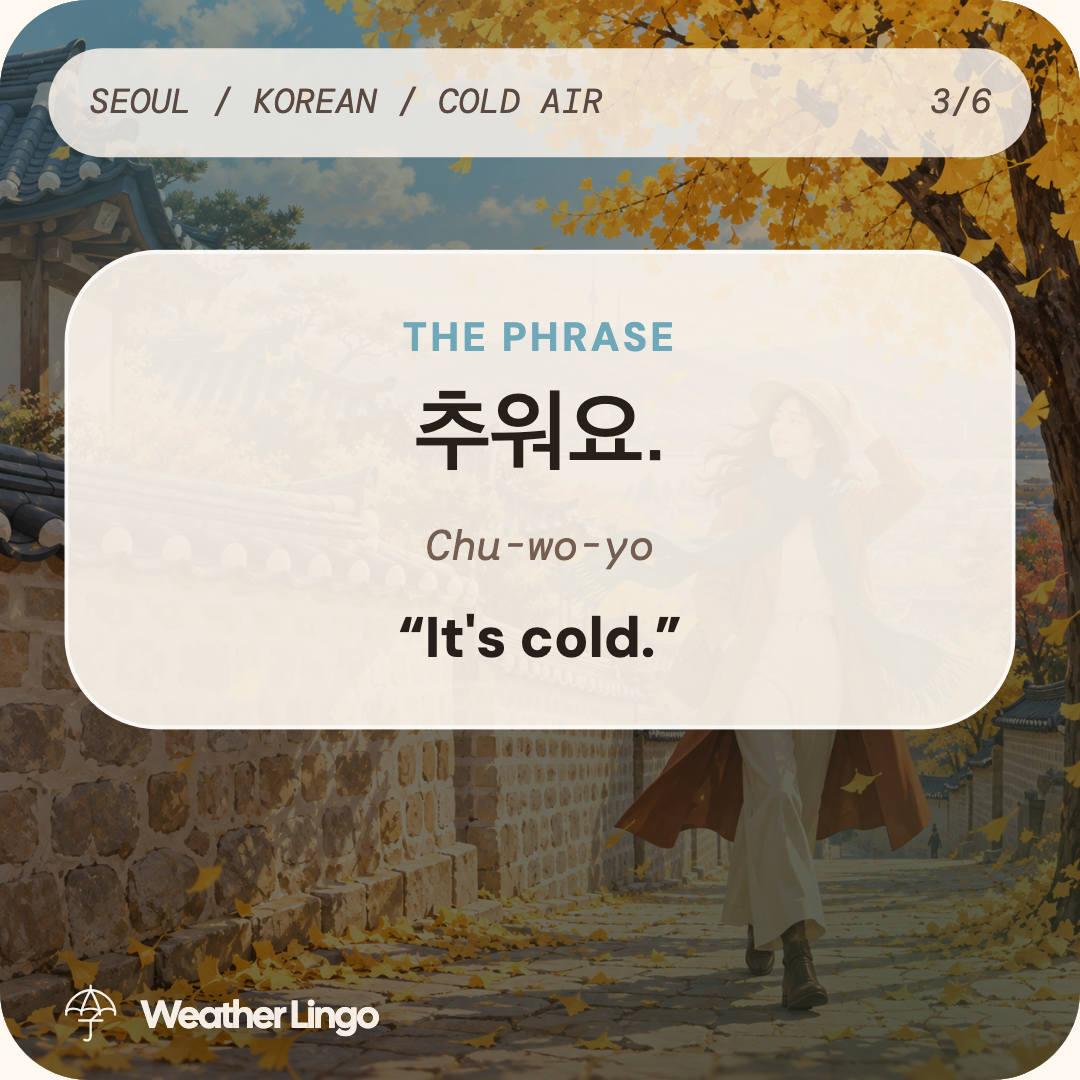 SEOUL / KOREAN / COLD AIR 3/6
THE PHRASE
추워요.
Chu-wo-yo
“It's cold.”
Weather Lingo